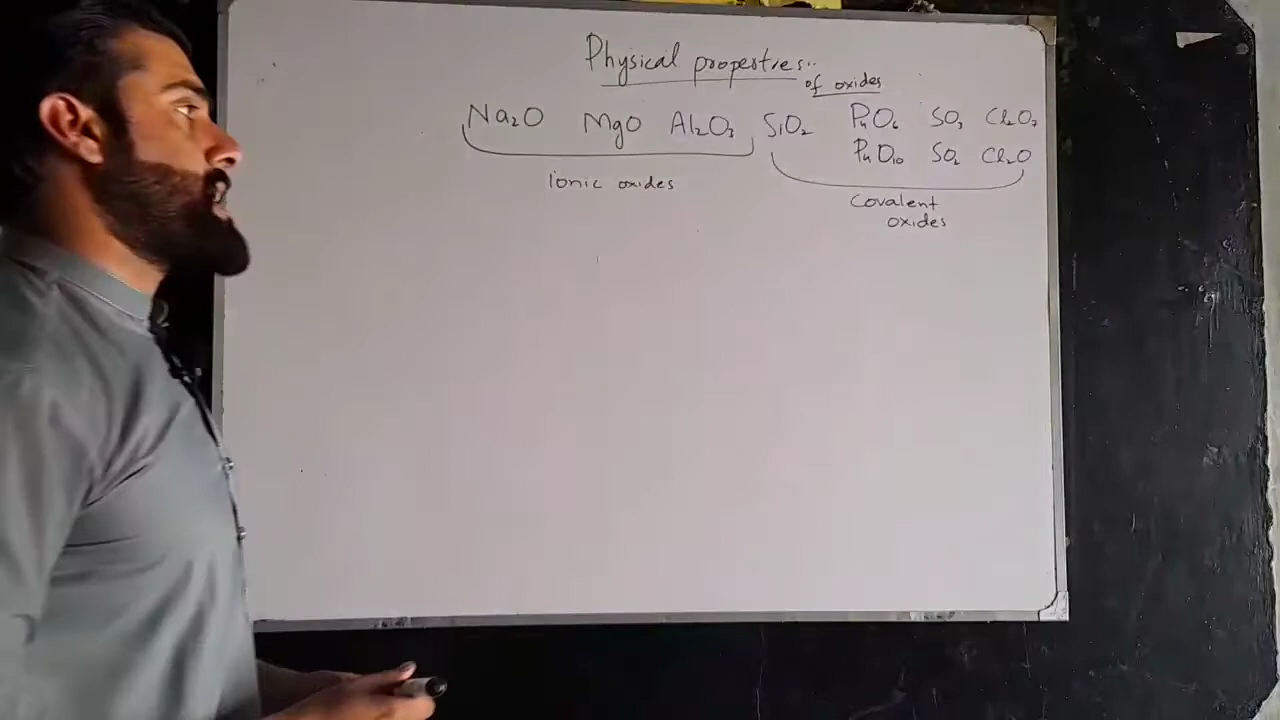 Physical properties..
of oxides
Na₂O MgO Al₂O₃ SiO₂ P₄O₆ SO₃ Cl₂O₇
P₄O₁₀ SO₂ Cl₂O
Ionic oxides
Covalent
oxides